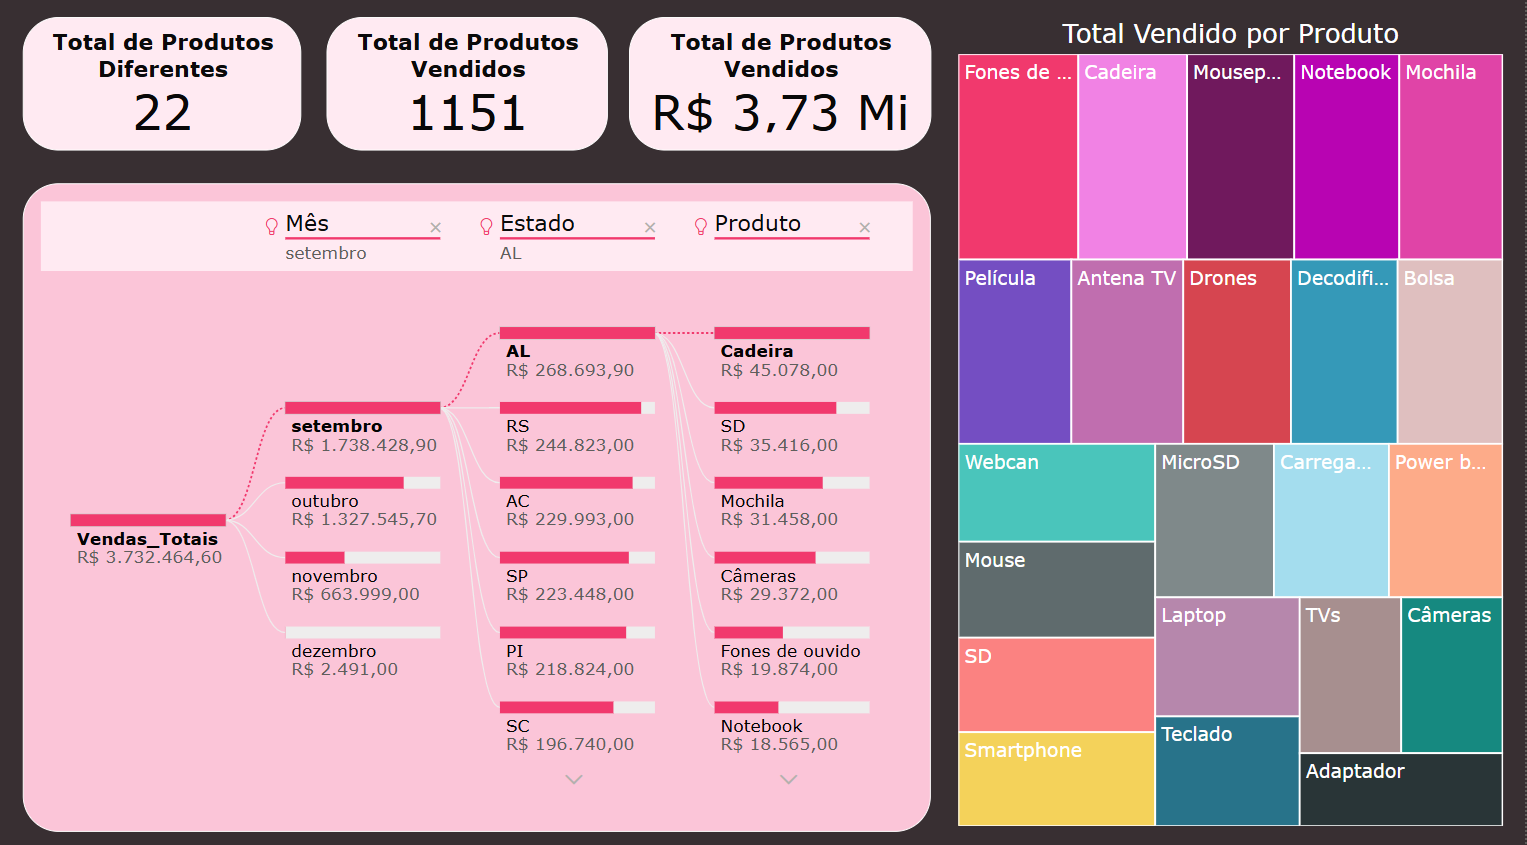 Total de Produtos
Diferentes
22
Total de Produtos
Vendidos
1151
Total de Produtos
Vendidos
R$ 3,73 Mi
Mês
setembro
Estado
AL
Produto
Vendas_Totais
R$ 3.732.464,60
setembro
R$ 1.738.428,90
outubro
R$ 1.327.545,70
novembro
R$ 663.999,00
dezembro
R$ 2.491,00
AL
R$ 268.693,90
RS
R$ 244.823,00
AC
R$ 229.993,00
SP
R$ 223.448,00
PI
R$ 218.824,00
SC
R$ 196.740,00
Cadeira
R$ 45.078,00
SD
R$ 35.416,00
Mochila
R$ 31.458,00
Câmeras
R$ 29.372,00
Fones de ouvido
R$ 19.874,00
Notebook
R$ 18.565,00
Total Vendido por Produto
Fones de ...
Cadeira
Mousep...
Notebook
Mochila
Película
Antena TV
Drones
Decodifi...
Bolsa
Webcan
MicroSD
Carrega...
Power b...
Mouse
SD
Smartphone
Laptop
TVs
Câmeras
Teclado
Adaptador